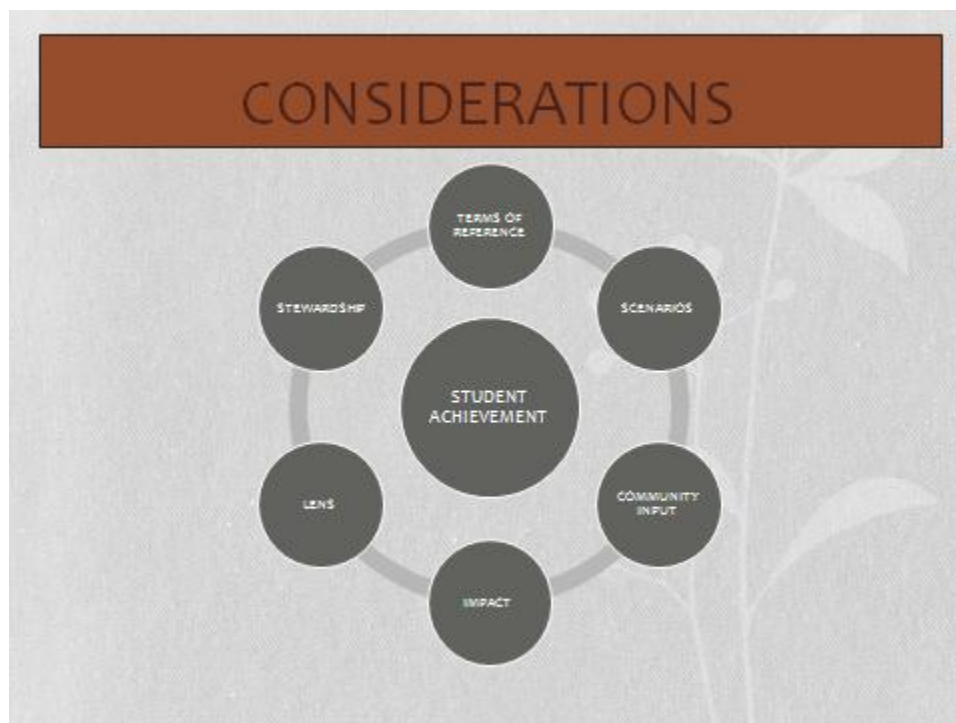 CONSIDERATIONS
TERMS OF
REFERENCE
STEWARDSHIP
SCENARIOS
STUDENT
ACHIEVEMENT
LENS
COMMUNITY
INPUT
IMPACT